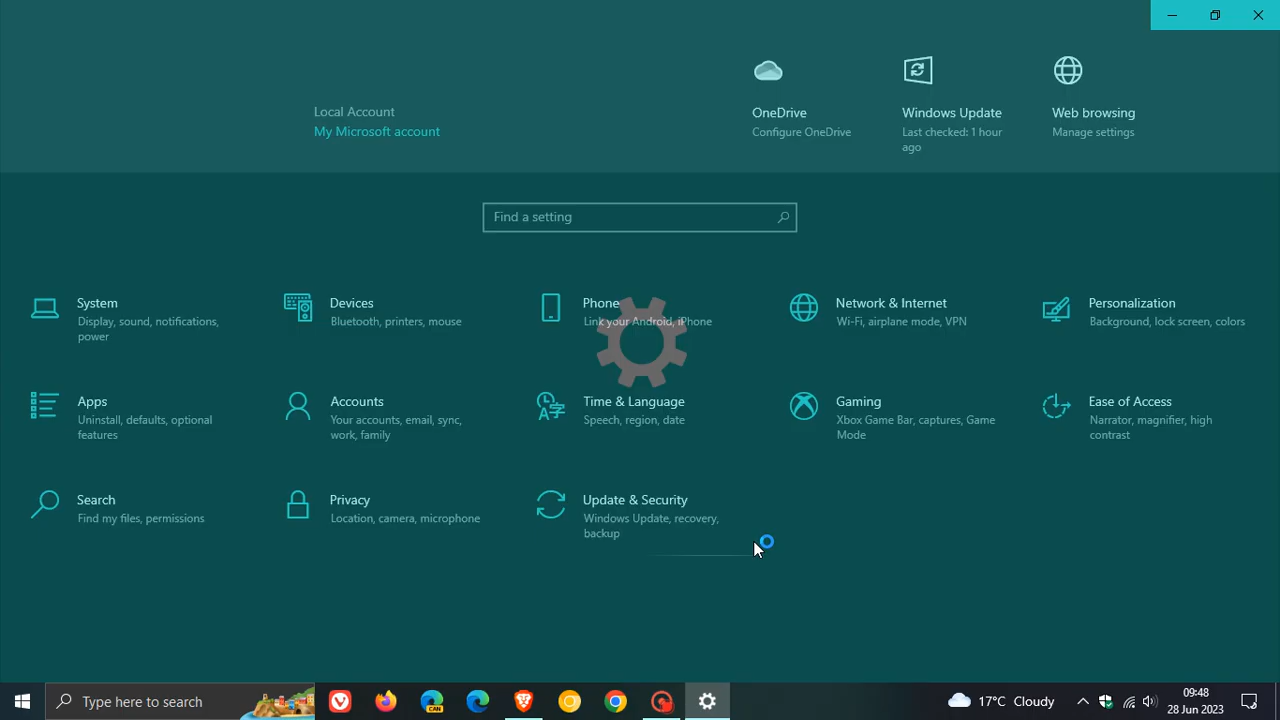 Local Account
My Microsoft account
OneDrive
Configure OneDrive
Windows Update
Last checked: 1 hour
ago
Web browsing
Manage settings
Find a setting
System
Display, sound, notifications,
power
Devices
Bluetooth, printers, mouse
Phone
Link your Android, iPhone
Network & Internet
Wi-Fi, airplane mode, VPN
Personalization
Background, lock screen, colors
Apps
Uninstall, defaults, optional
features
Accounts
Your accounts, email, sync,
work, family
Time & Language
Speech, region, date
Gaming
Xbox Game Bar, captures, Game
Mode
Ease of Access
Narrator, magnifier, high
contrast
Search
Find my files, permissions
Privacy
Location, camera, microphone
Update & Security
Windows Update, recovery,
backup
Type here to search
CAN
17°C Cloudy
09:48
28 Jun 2023